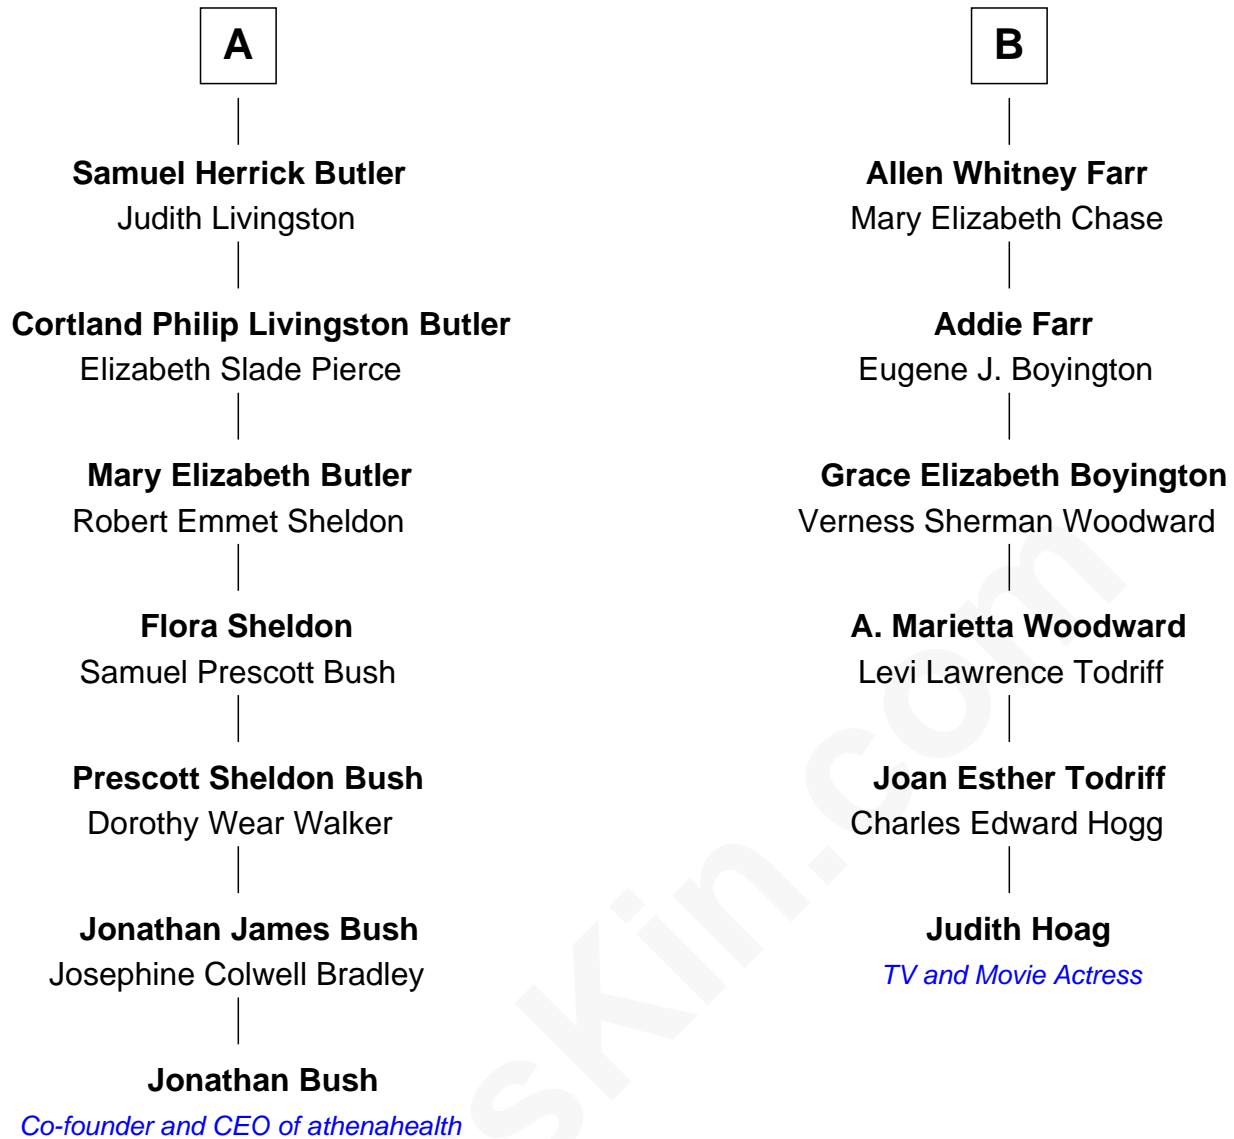 A
Samuel Herrick Butler
Judith Livingston
Cortland Philip Livingston Butler
Elizabeth Slade Pierce
Mary Elizabeth Butler
Robert Emmet Sheldon
Flora Sheldon
Samuel Prescott Bush
Prescott Sheldon Bush
Dorothy Wear Walker
Jonathan James Bush
Josephine Colwell Bradley
Jonathan Bush
Co-founder and CEO of athenahealth
B
Allen Whitney Farr
Mary Elizabeth Chase
Addie Farr
Eugene J. Boyington
Grace Elizabeth Boyington
Verness Sherman Woodward
A. Marietta Woodward
Levi Lawrence Todriff
Joan Esther Todriff
Charles Edward Hogg
Judith Hoag
TV and Movie Actress
sKin.com